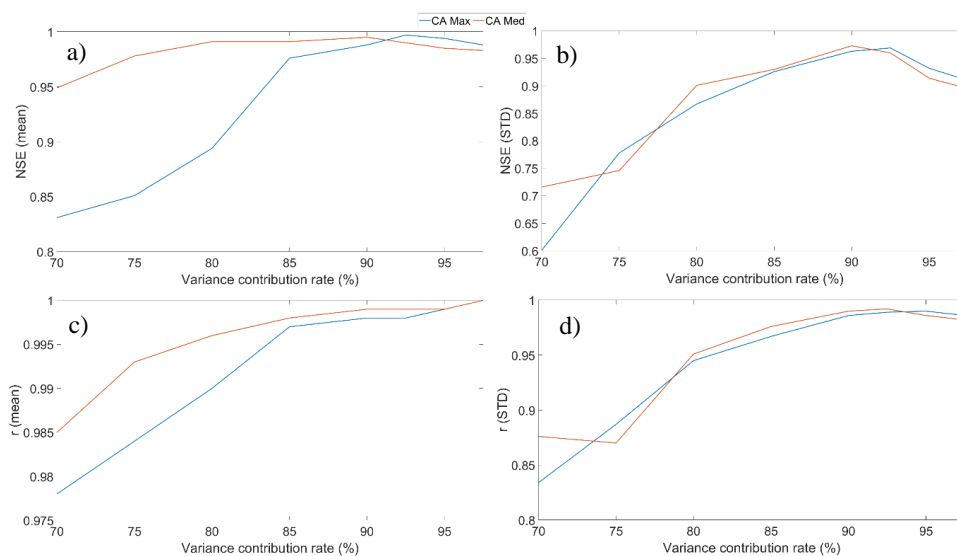 CA Max CA Med
a)
1
0.95
0.9
0.85
0.8
NSE (mean)
70 75 80 85 90 95
Variance contribution rate (%)
b)
1
0.95
0.9
0.85
0.8
0.75
0.7
0.65
0.6
NSE (STD)
70 75 80 85 90 95
Variance contribution rate (%)
c)
1
0.995
0.99
0.985
0.98
0.975
r (mean)
70 75 80 85 90 95
Variance contribution rate (%)
d)
1
0.95
0.9
0.85
0.8
r (STD)
70 75 80 85 90 95
Variance contribution rate (%)